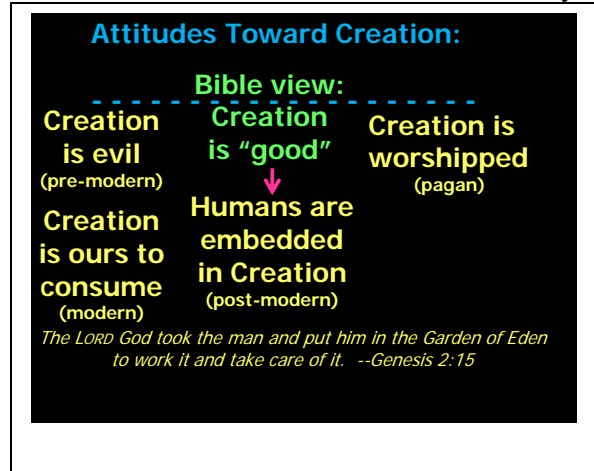 Attitudes Toward Creation:
Bible view:
Creation
is evil
(pre-modern)
Creation
is "good"
Creation is
worshipped
(pagan)
Creation
is ours to
consume
(modern)
Humans are
embedded
in Creation
(post-modern)
The LORD God took the man and put him in the Garden of Eden
to work it and take care of it. --Genesis 2:15